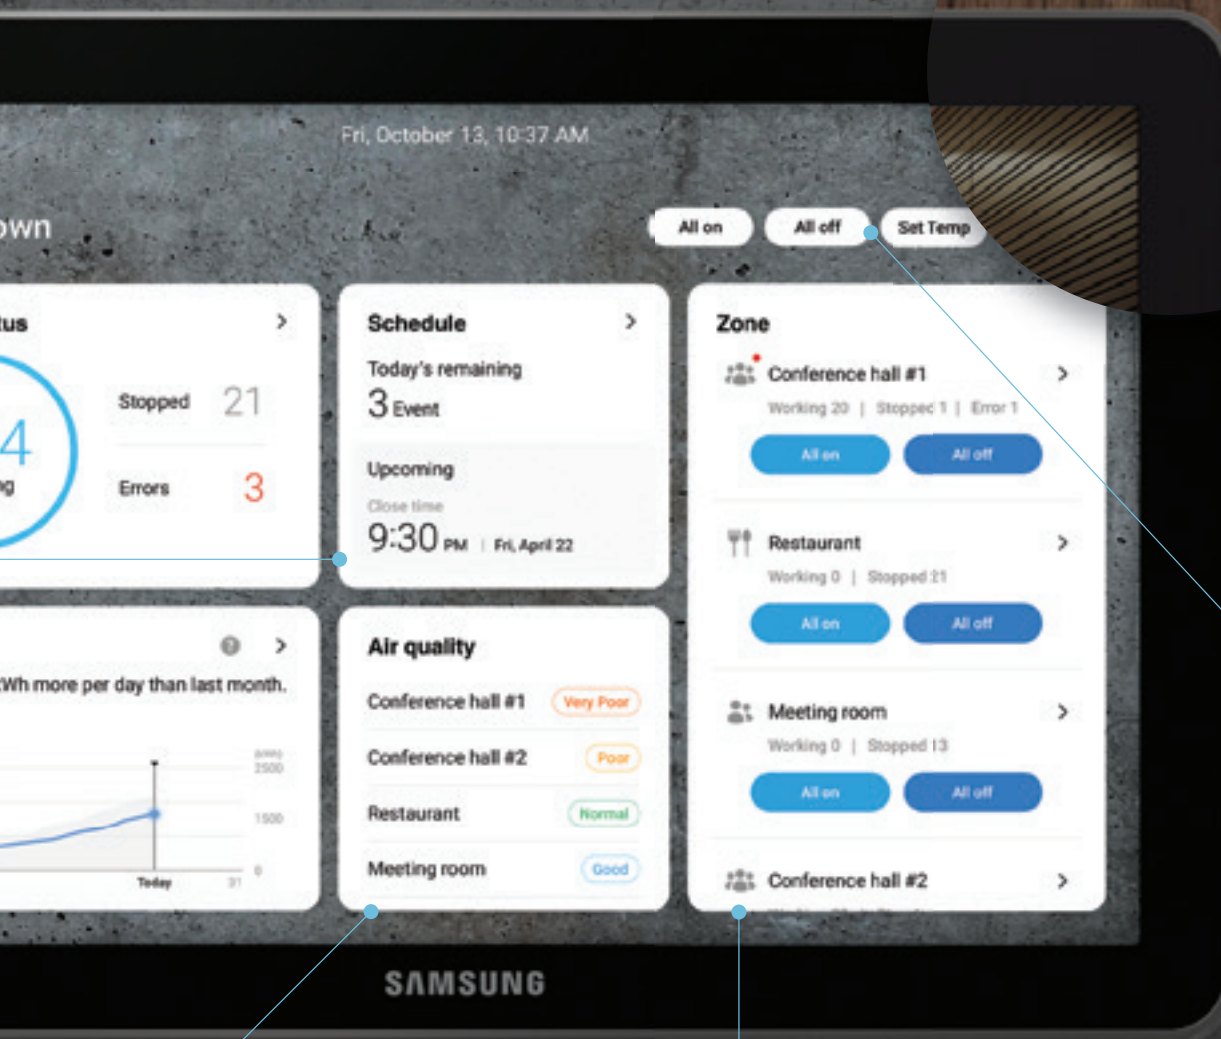 Fri, October 13, 10:37 AM
own
All on
All off
Set Temp
tus
Stopped 21
4
ng
Errors 3
Schedule
Today's remaining
3 Event
Upcoming
Close time
9:30 PM | Fri, April 22
Zone
Conference hall #1
Working 20 | Stopped 1 | Error 1
All on
All off
Restaurant
Working 0 | Stopped 21
All on
All off
Meeting room
Working 0 | Stopped 13
All on
All off
Conference hall #2
Wh more per day than last month.
2500
1500
0
Today
31
Air quality
Conference hall #1 Very Poor
Conference hall #2 Poor
Restaurant Normal
Meeting room Good
SAMSUNG